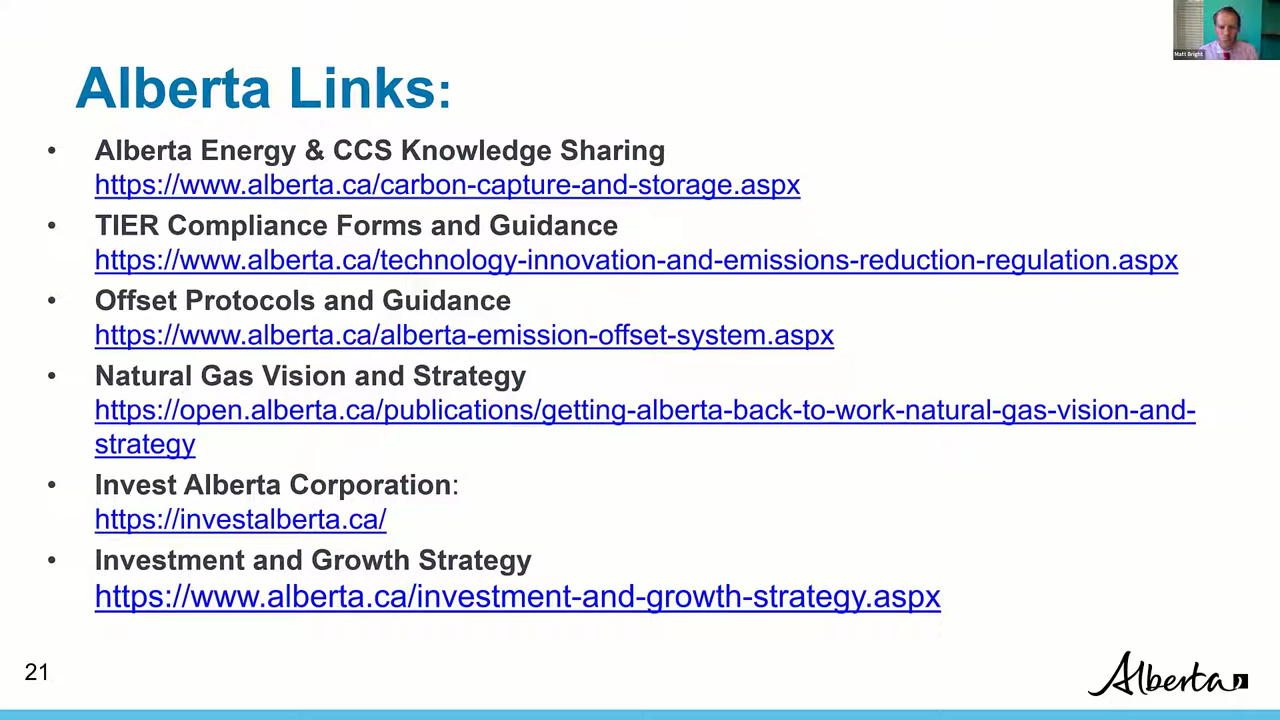 Matt Bright
Alberta Links:
• Alberta Energy & CCS Knowledge Sharing
https://www.alberta.ca/carbon-capture-and-storage.aspx
• TIER Compliance Forms and Guidance
https://www.alberta.ca/technology-innovation-and-emissions-reduction-regulation.aspx
• Offset Protocols and Guidance
https://www.alberta.ca/alberta-emission-offset-system.aspx
• Natural Gas Vision and Strategy
https://open.alberta.ca/publications/getting-alberta-back-to-work-natural-gas-vision-and-
strategy
• Invest Alberta Corporation:
https://investalberta.ca/
• Investment and Growth Strategy
https://www.alberta.ca/investment-and-growth-strategy.aspx
21
Alberta